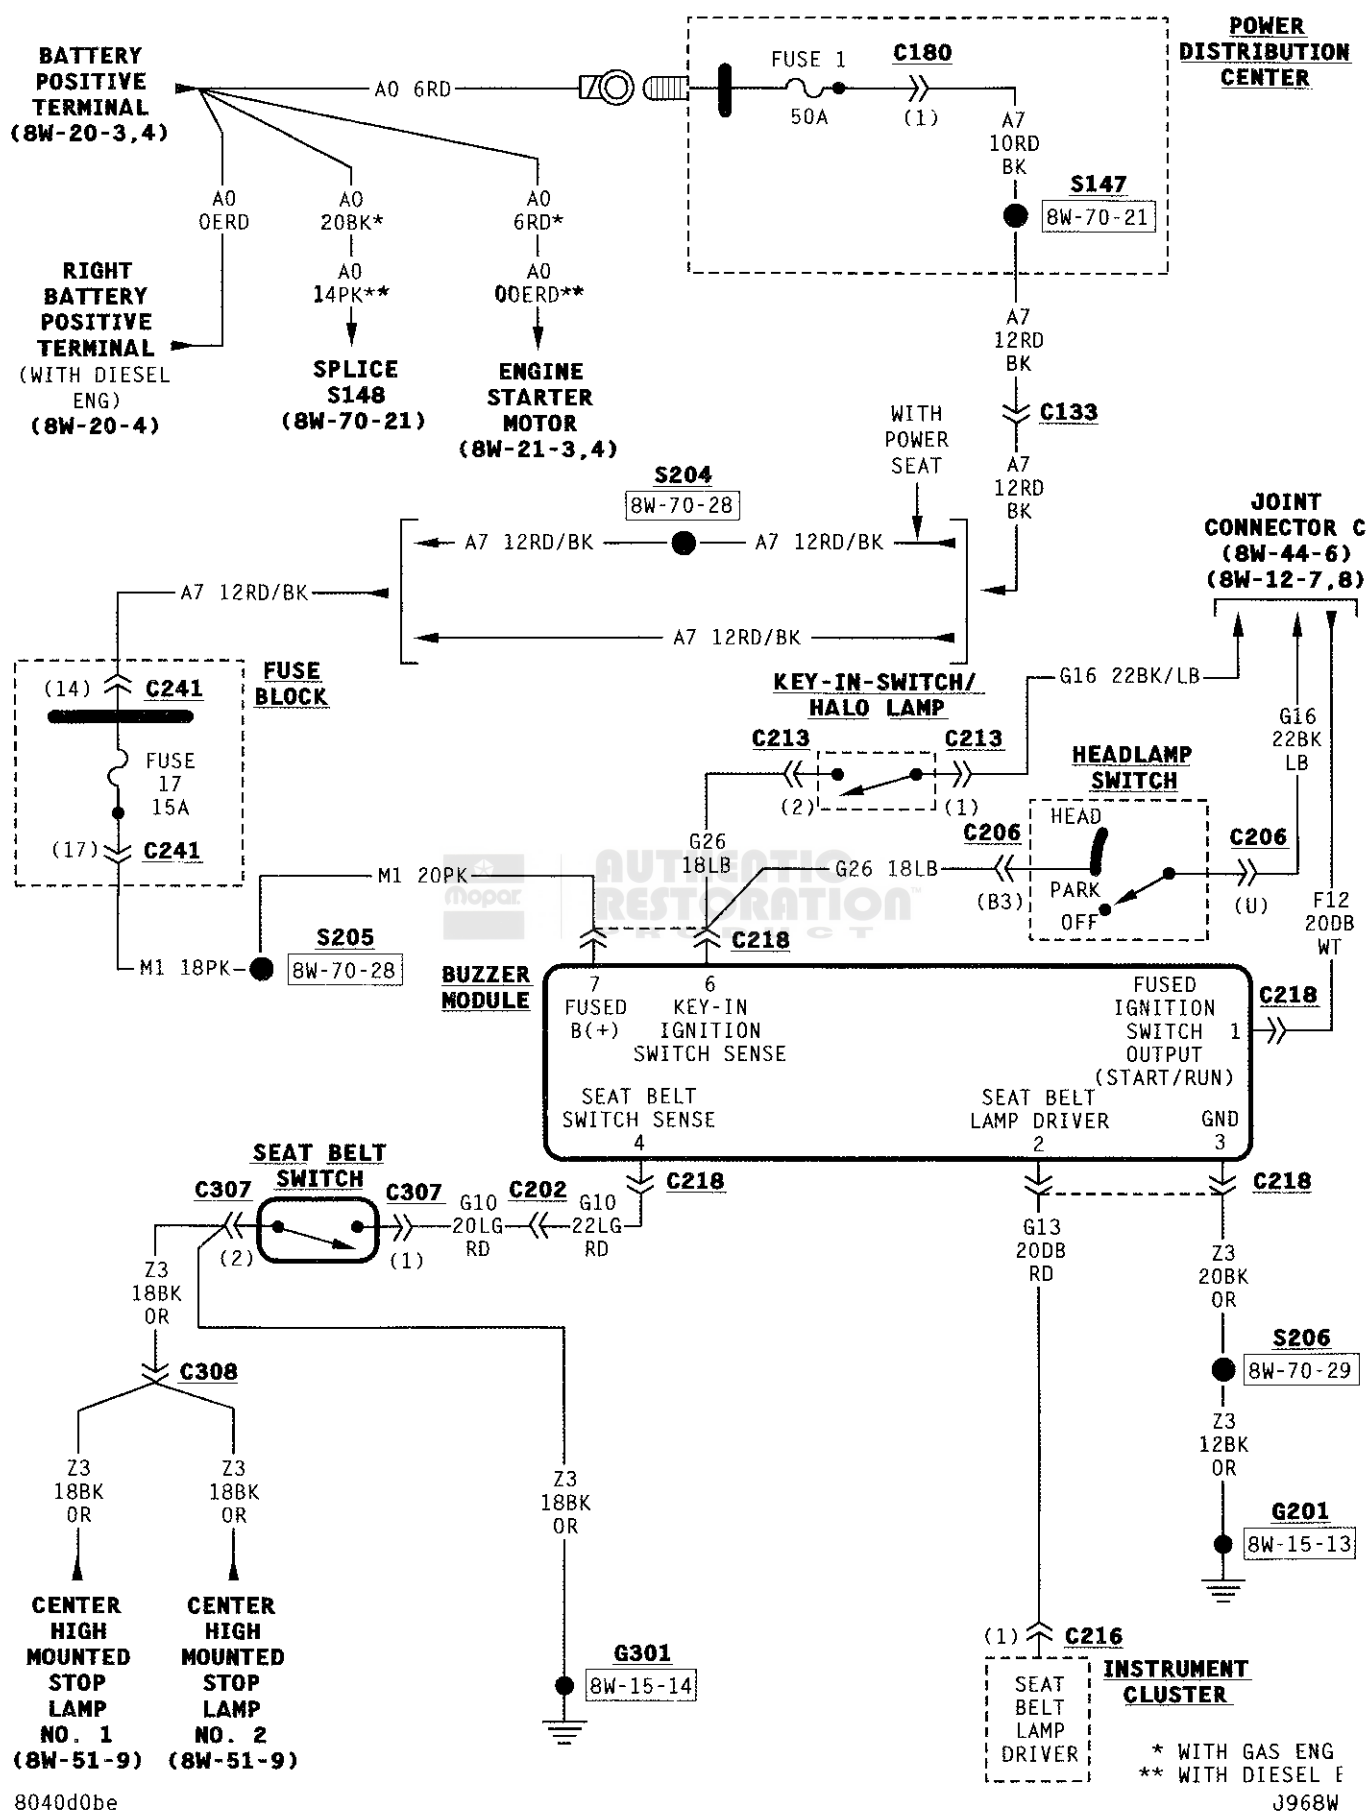 BATTERY
POSITIVE
TERMINAL
(8W-20-3,4)
A0 6RD
FUSE 1
50A
C180
(1)
POWER
DISTRIBUTION
CENTER
A7
10RD
BK
S147
8W-70-21
A0
0ERD
A0
20BK*
A0
14PK**
A0
6RD*
A0
00ERD**
RIGHT
BATTERY
POSITIVE
TERMINAL
(WITH DIESEL
ENG)
(8W-20-4)
SPLICE
S148
(8W-70-21)
ENGINE
STARTER
MOTOR
(8W-21-3,4)
A7
12RD
BK
C133
A7
12RD
BK
WITH
POWER
SEAT
S204
8W-70-28
A7 12RD/BK
A7 12RD/BK
A7 12RD/BK
A7 12RD/BK
JOINT
CONNECTOR C
(8W-44-6)
(8W-12-7,8)
(14)
C241
FUSE
BLOCK
FUSE
17
15A
(17)
C241
KEY-IN-SWITCH/
HALO LAMP
C213
C213
(2)
(1)
G16 22BK/LB
G16
22BK
LB
HEADLAMP
SWITCH
HEAD
PARK
OFF
C206
(B3)
C206
(U)
G26
18LB
G26 18LB
F12
20DB
WT
Mopar
AUTHENTIC
RESTORATION™
PRODUCT
M1 20PK
M1 18PK
S205
8W-70-28
C218
BUZZER
MODULE
7
FUSED
B(+)
6
KEY-IN
IGNITION
SWITCH SENSE
FUSED
IGNITION
SWITCH
OUTPUT
(START/RUN)
1
C218
SEAT BELT
SWITCH SENSE
4
SEAT BELT
LAMP DRIVER
2
GND
3
C218
C218
SEAT BELT
SWITCH
C307
(2)
C307
(1)
G10
20LG
RD
C202
G10
22LG
RD
G13
20DB
RD
Z3
20BK
OR
Z3
18BK
OR
S206
8W-70-29
C308
Z3
12BK
OR
Z3
18BK
OR
Z3
18BK
OR
Z3
18BK
OR
G201
8W-15-13
CENTER
HIGH
MOUNTED
STOP
LAMP
NO. 1
(8W-51-9)
CENTER
HIGH
MOUNTED
STOP
LAMP
NO. 2
(8W-51-9)
G301
8W-15-14
(1)
C216
SEAT
BELT
LAMP
DRIVER
INSTRUMENT
CLUSTER
* WITH GAS ENG
** WITH DIESEL E
8040d0be
J968W